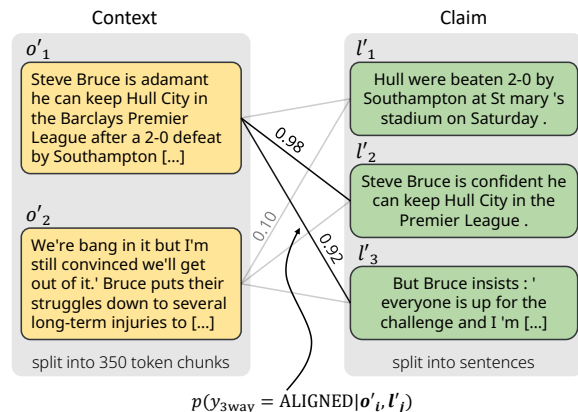 Context
Claim
o'₁
Steve Bruce is adamant
he can keep Hull City in
the Barclays Premier
League after a 2-0 defeat
by Southampton [...]
o'₂
We're bang in it but I'm
still convinced we'll get
out of it.' Bruce puts their
struggles down to several
long-term injuries to [...]
split into 350 token chunks
0.98
0.10
0.92
l'₁
Hull were beaten 2-0 by
Southampton at St mary 's
stadium on Saturday .
l'₂
Steve Bruce is confident he
can keep Hull City in the
Premier League .
l'₃
But Bruce insists : '
everyone is up for the
challenge and I 'm [...]
split into sentences
p(y₃way = ALIGNED|o'ᵢ, l'ⱼ)